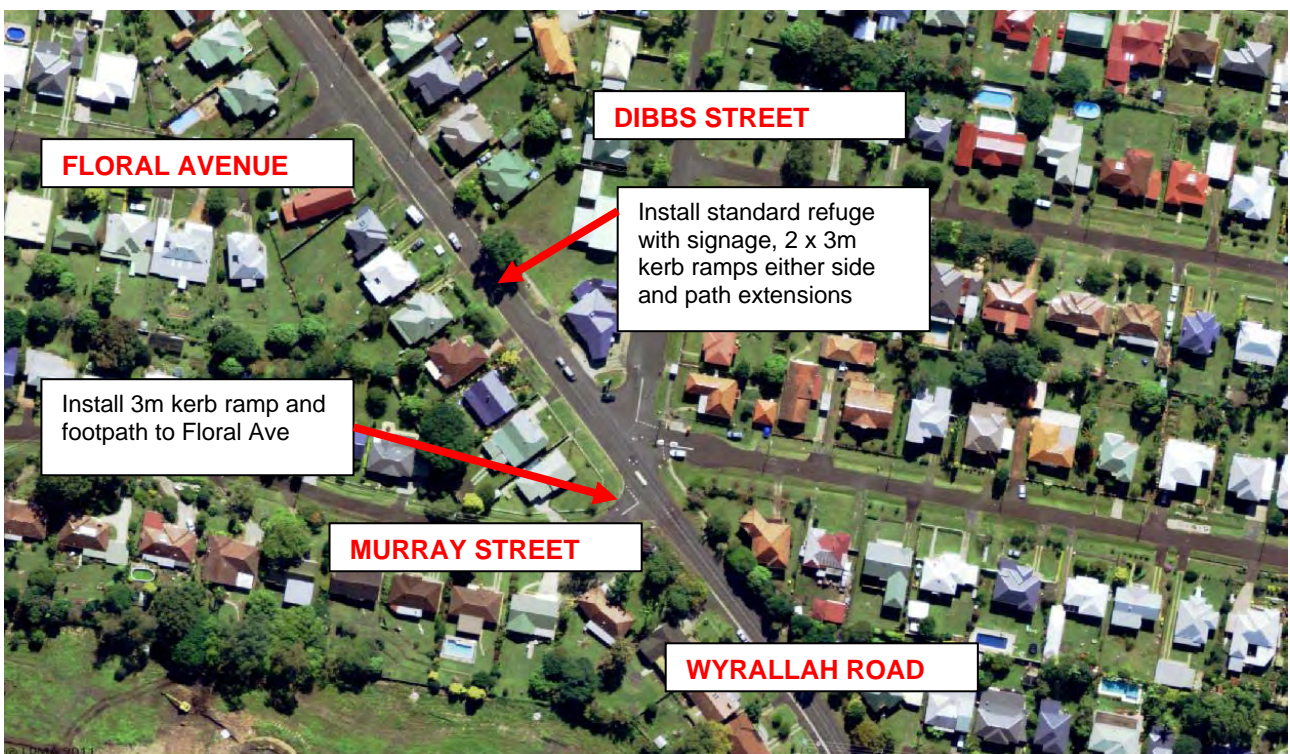 DIBBS STREET
FLORAL AVENUE
Install standard refuge
with signage, 2 x 3m
kerb ramps either side
and path extensions
Install 3m kerb ramp and
footpath to Floral Ave
MURRAY STREET
WYRALLAH ROAD